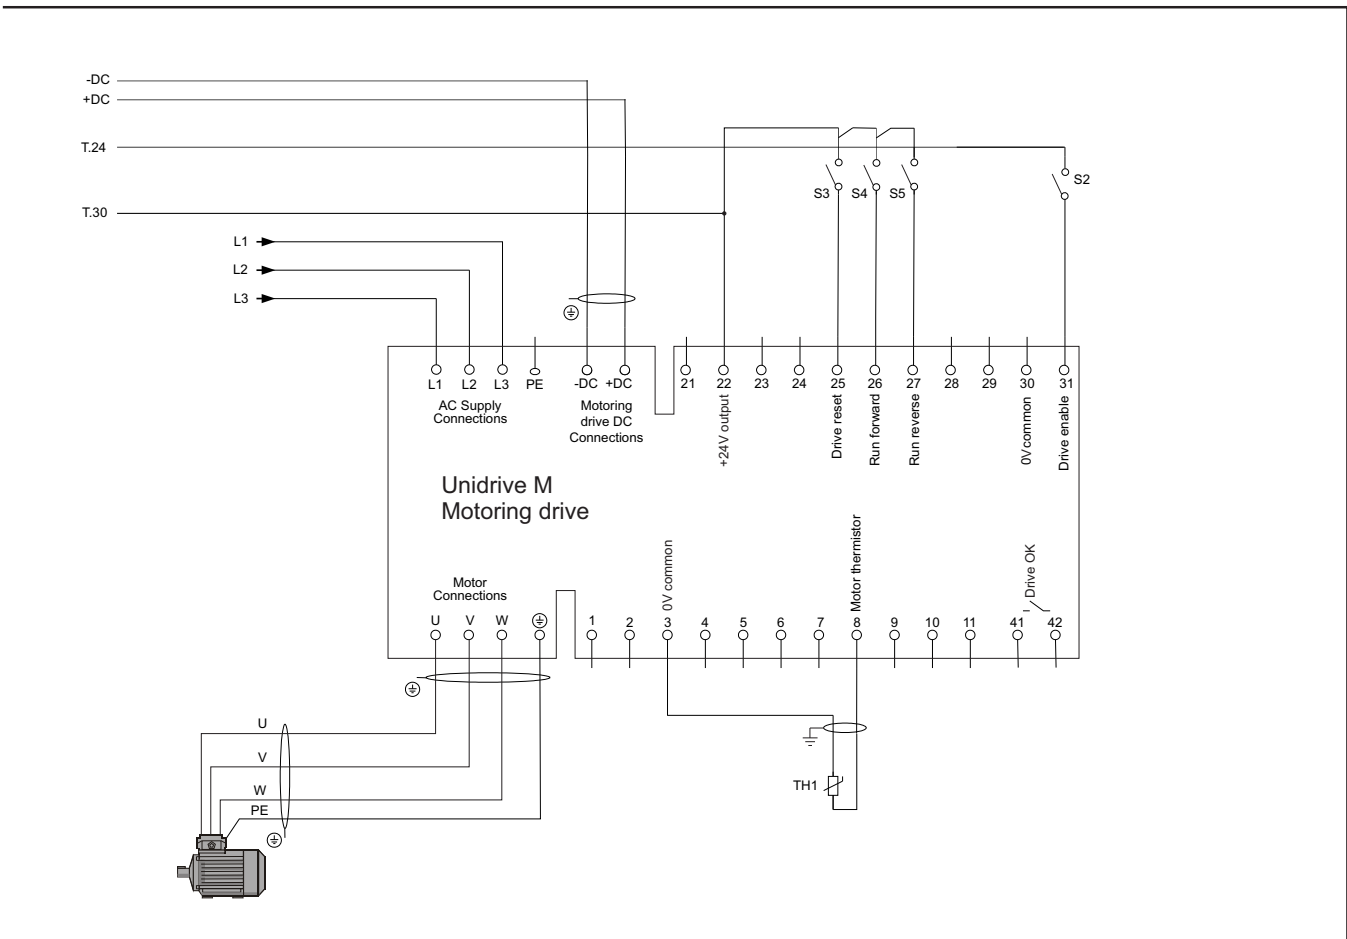 -DC
+DC
T.24
T.30
S3
S4
S5
S2
L1
L2
L3
L1
L2
L3
PE
-DC
+DC
21
22
23
24
25
26
27
28
29
30
31
AC Supply
Connections
Motoring
drive DC
Connections
+24V output
Drive reset
Run forward
Run reverse
0V common
Drive enable
Unidrive M
Motoring drive
Motor
Connections
0V common
Motor thermistor
Drive OK
U
V
W
1
2
3
4
5
6
7
8
9
10
11
41
42
U
V
W
PE
TH1